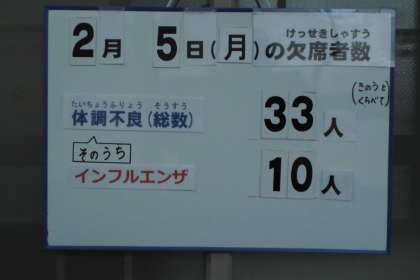 けっせきしゃすう
2月 5日(月)の欠席者数
(きのうと
くらべて)
たいちょうふりょう そうすう
体調不良(総数) 33人
そのうち
インフルエンザ 10人